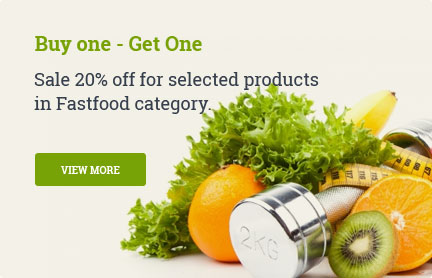 Buy one - Get One
Sale 20% off for selected products
in Fastfood category.
VIEW MORE
2KG